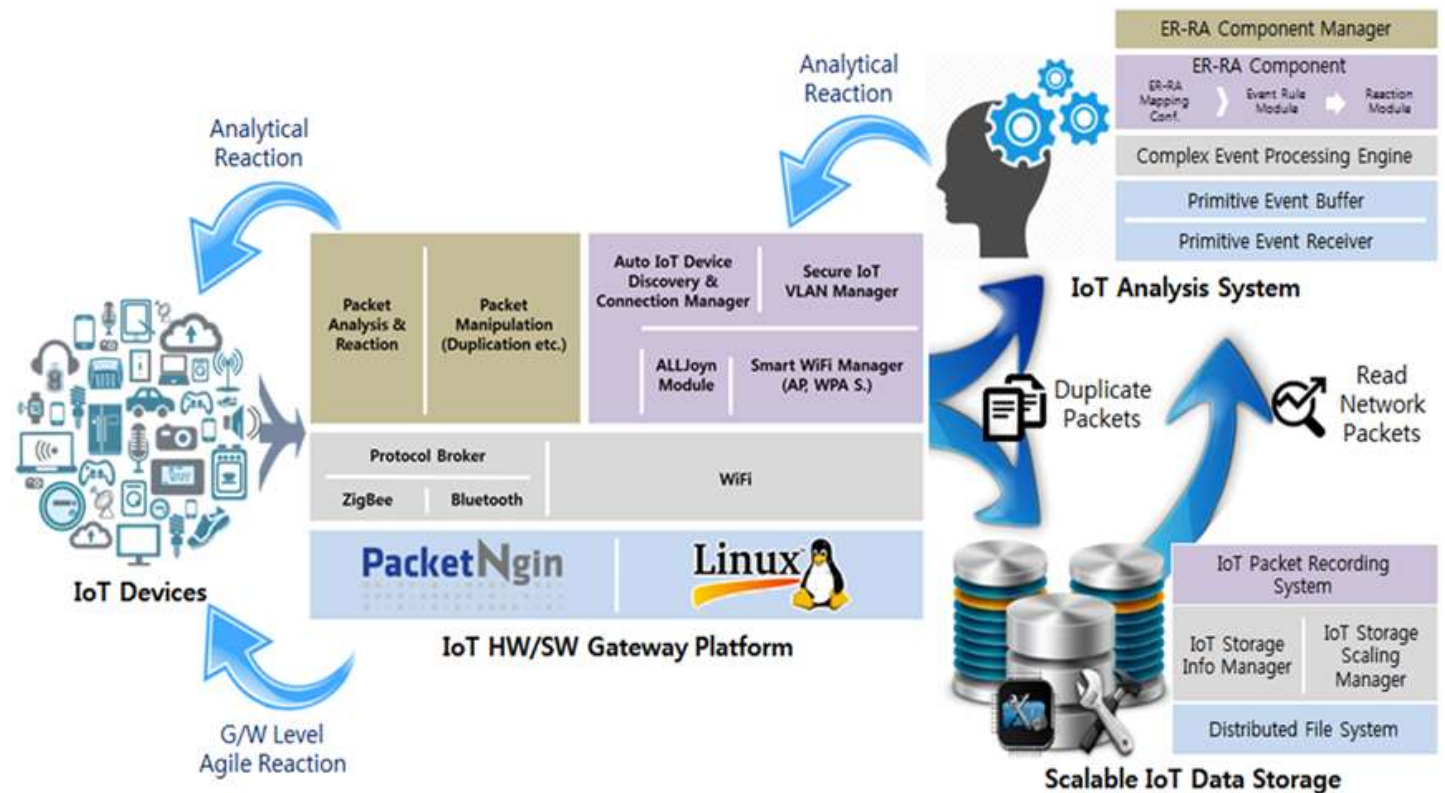 ER-RA Component Manager
ER-RA Component
ER-RA
Mapping
Conf.
Event Rule
Module
Reaction
Module
Complex Event Processing Engine
Primitive Event Buffer
Primitive Event Receiver
IoT Analysis System
Analytical
Reaction
Analytical
Reaction
Packet
Analysis &
Reaction
Packet
Manipulation
(Duplication etc.)
Auto IoT Device
Discovery &
Connection Manager
Secure IoT
VLAN Manager
ALLJoyn
Module
Smart WiFi Manager
(AP, WPA S.)
Protocol Broker
ZigBee
Bluetooth
WiFi
PacketNgin
Linux
IoT HW/SW Gateway Platform
IoT Devices
G/W Level
Agile Reaction
Duplicate
Packets
Read
Network
Packets
IoT Packet Recording
System
IoT Storage
Info Manager
IoT Storage
Scaling
Manager
Distributed File System
Scalable IoT Data Storage